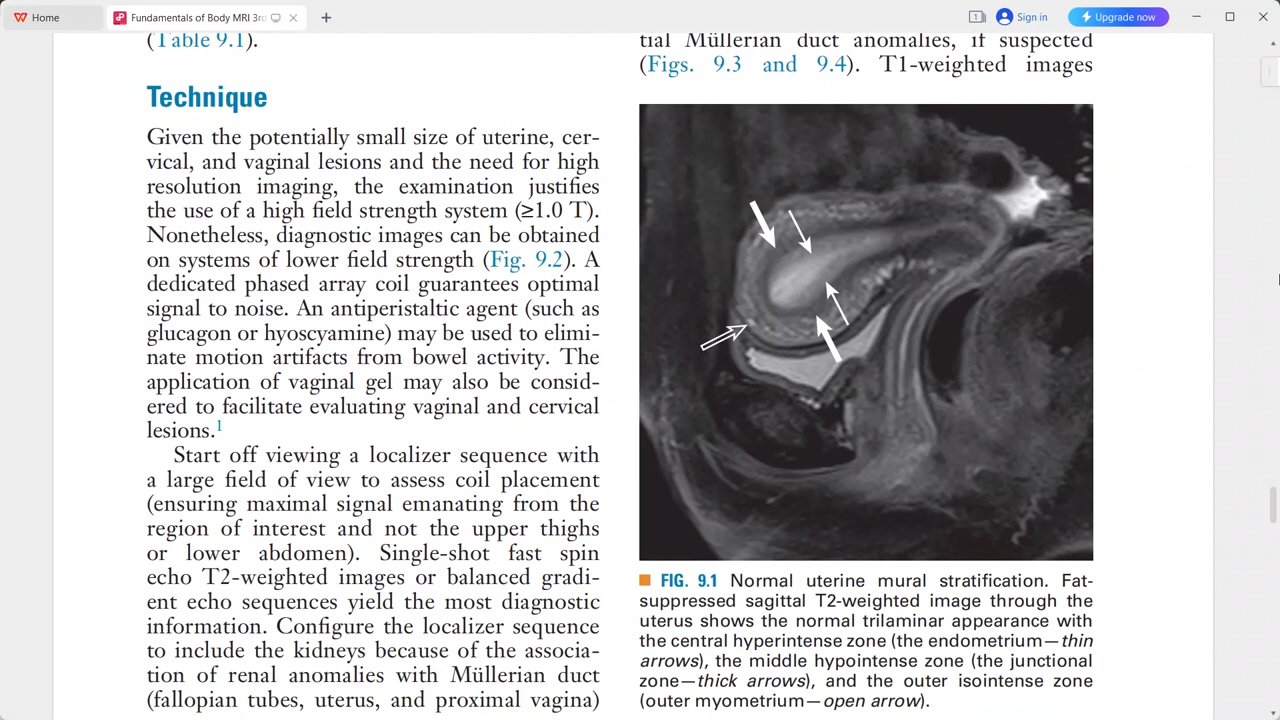 Home
Fundamentals of Body MRI 3rd
Sign in
Upgrade now
(Table 9.1).
Technique
Given the potentially small size of uterine, cer-
vical, and vaginal lesions and the need for high
resolution imaging, the examination justifies
the use of a high field strength system (≥1.0 T).
Nonetheless, diagnostic images can be obtained
on systems of lower field strength (Fig. 9.2). A
dedicated phased array coil guarantees optimal
signal to noise. An antiperistaltic agent (such as
glucagon or hyoscyamine) may be used to elimi-
nate motion artifacts from bowel activity. The
application of vaginal gel may also be consid-
ered to facilitate evaluating vaginal and cervical
lesions.1
Start off viewing a localizer sequence with
a large field of view to assess coil placement
(ensuring maximal signal emanating from the
region of interest and not the upper thighs
or lower abdomen). Single-shot fast spin
echo T2-weighted images or balanced gradi-
ent echo sequences yield the most diagnostic
information. Configure the localizer sequence
to include the kidneys because of the associa-
tion of renal anomalies with Müllerian duct
(fallopian tubes, uterus, and proximal vagina)
tial Müllerian duct anomalies, if suspected
(Figs. 9.3 and 9.4). T1-weighted images
FIG. 9.1 Normal uterine mural stratification. Fat-
suppressed sagittal T2-weighted image through the
uterus shows the normal trilaminar appearance with
the central hyperintense zone (the endometrium—thin
arrows), the middle hypointense zone (the junctional
zone—thick arrows), and the outer isointense zone
(outer myometrium—open arrow).